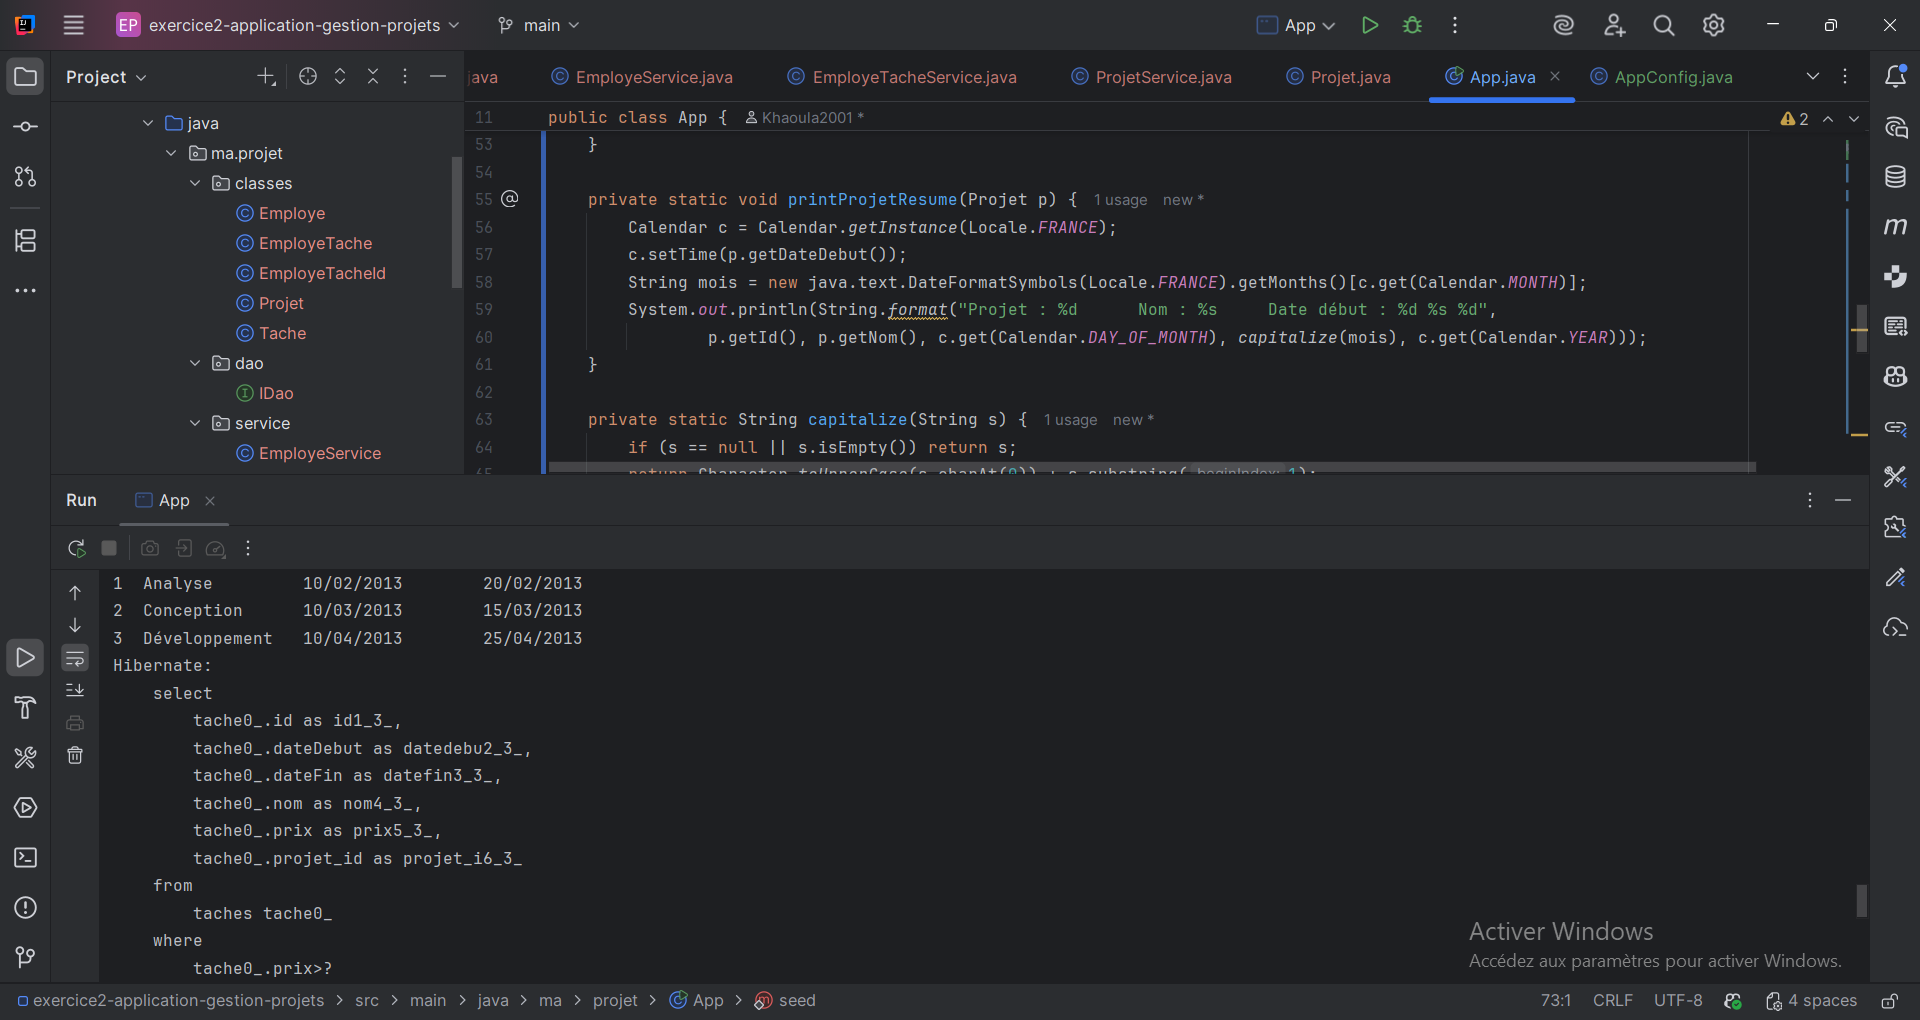 EP exercice2-application-gestion-projets main App
Project
java EmployeService.java EmployeTacheService.java ProjetService.java Projet.java App.java AppConfig.java
java
ma.projet
classes
Employe
EmployeTache
EmployeTacheId
Projet
Tache
dao
IDao
service
EmployeService
11 public class App { Khaoula2001 * 2
53 }
54
55 private static void printProjetResume(Projet p) { 1 usage new *
56 Calendar c = Calendar.getInstance(Locale.FRANCE);
57 c.setTime(p.getDateDebut());
58 String mois = new java.text.DateFormatSymbols(Locale.FRANCE).getMonths()[c.get(Calendar.MONTH)];
59 System.out.println(String.format("Projet : %d      Nom : %s     Date début : %d %s %d",
60 p.getId(), p.getNom(), c.get(Calendar.DAY_OF_MONTH), capitalize(mois), c.get(Calendar.YEAR)));
61 }
62
63 private static String capitalize(String s) { 1 usage new *
64 if (s == null || s.isEmpty()) return s;
Run App
1 Analyse 10/02/2013 20/02/2013
2 Conception 10/03/2013 15/03/2013
3 Développement 10/04/2013 25/04/2013
Hibernate:
select
tache0_.id as id1_3_,
tache0_.dateDebut as datedebu2_3_,
tache0_.dateFin as datefin3_3_,
tache0_.nom as nom4_3_,
tache0_.prix as prix5_3_,
tache0_.projet_id as projet_i6_3_
from
taches tache0_
where
tache0_.prix>?
Activer Windows
Accédez aux paramètres pour activer Windows.
exercice2-application-gestion-projets > src > main > java > ma > projet > App > seed 73:1 CRLF UTF-8 4 spaces